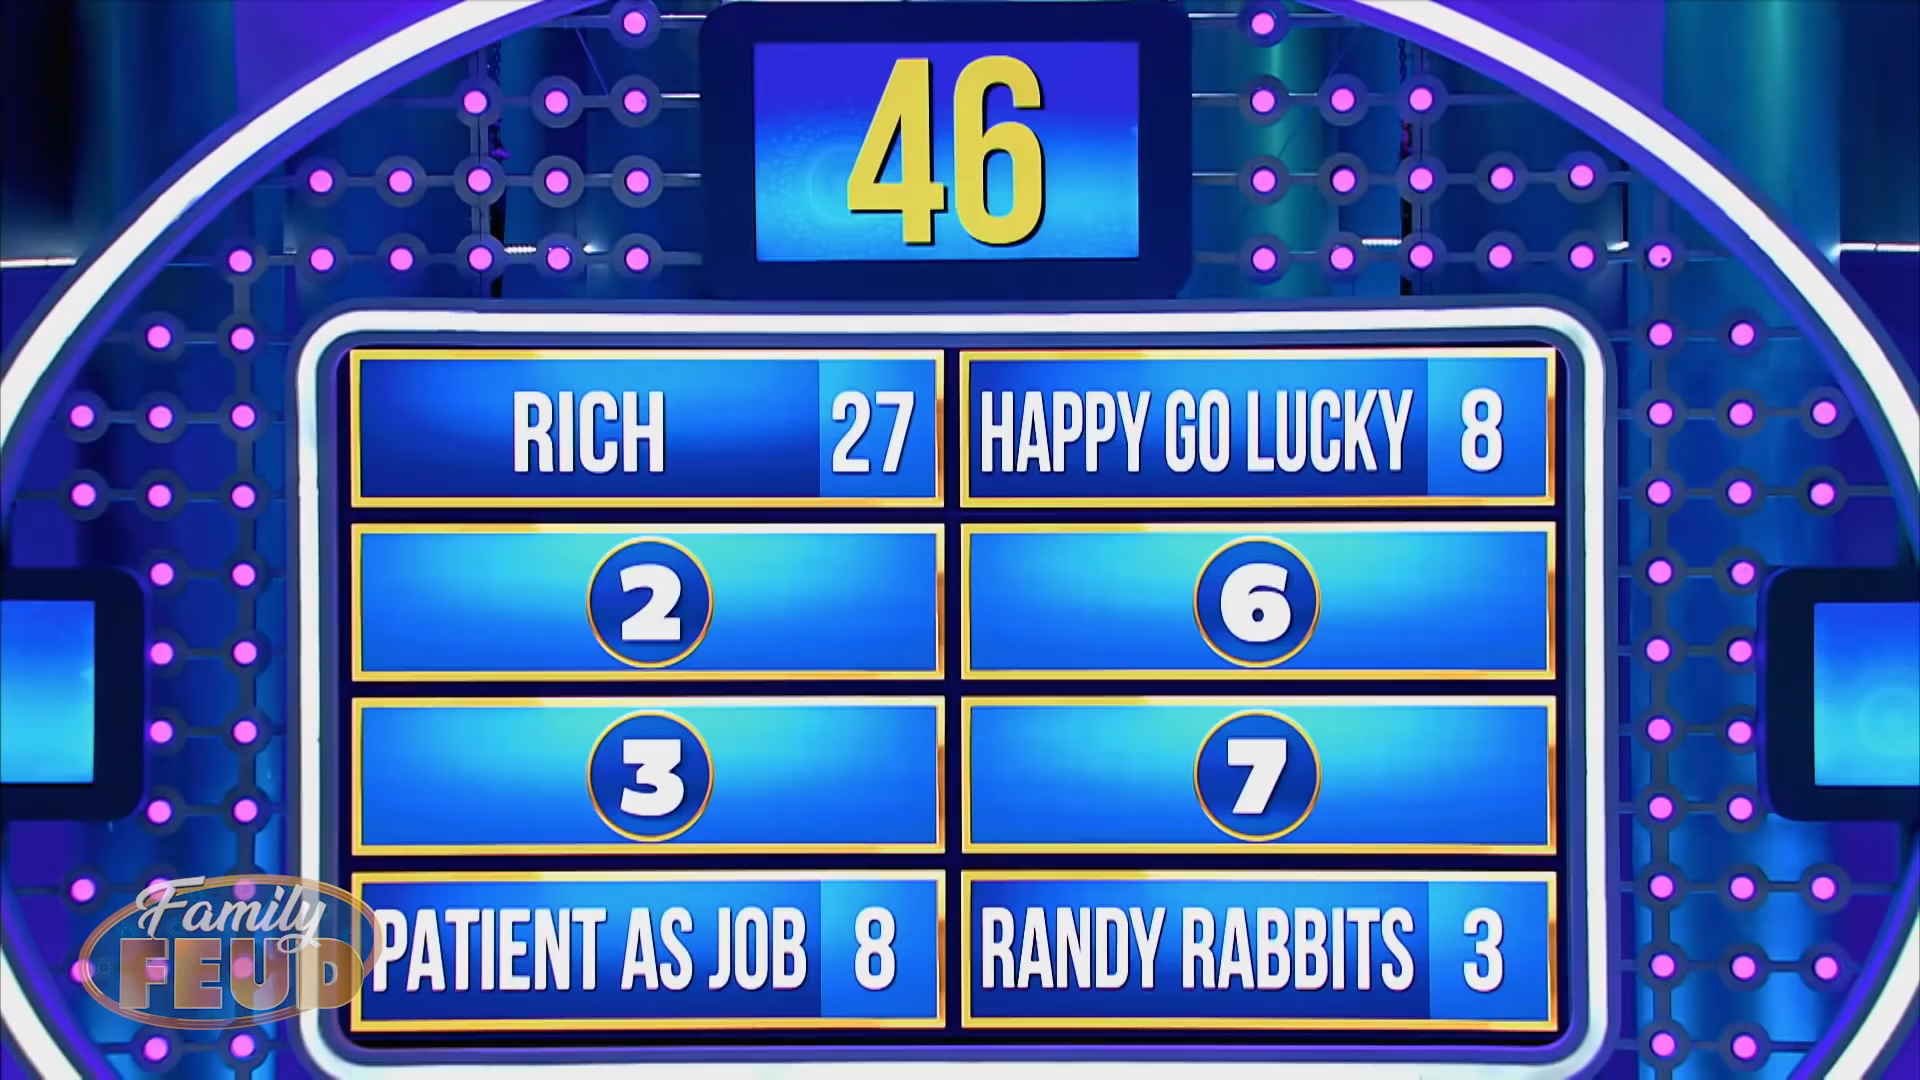 46
RICH 27
HAPPY GO LUCKY 8
2
6
3
7
PATIENT AS JOB 8
RANDY RABBITS 3
Family
FEUD